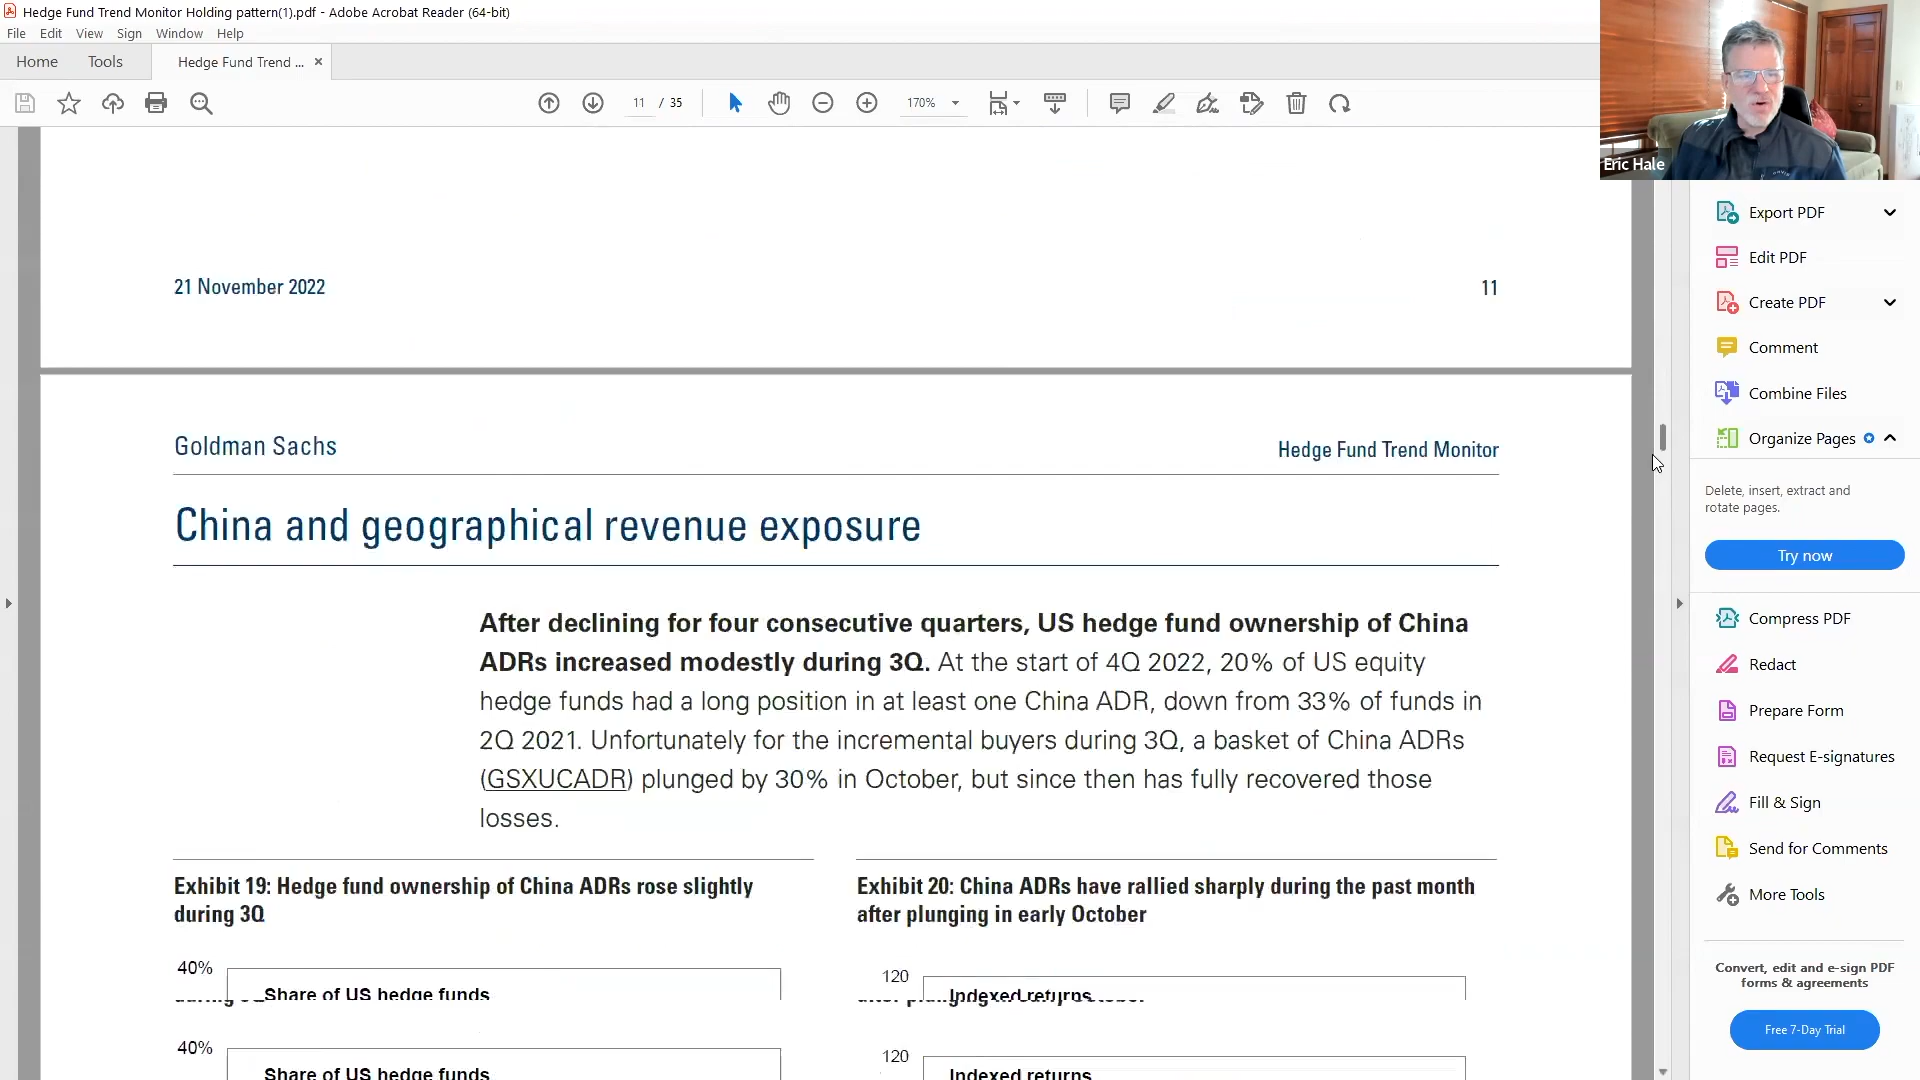 Hedge Fund Trend Monitor Holding pattern(1).pdf - Adobe Acrobat Reader (64-bit)
File Edit View Sign Window Help
Home Tools Hedge Fund Trend ... ×
11 / 35 170%
Eric Hale
21 November 2022 11
Goldman Sachs Hedge Fund Trend Monitor
China and geographical revenue exposure
After declining for four consecutive quarters, US hedge fund ownership of China
ADRs increased modestly during 3Q. At the start of 4Q 2022, 20% of US equity
hedge funds had a long position in at least one China ADR, down from 33% of funds in
2Q 2021. Unfortunately for the incremental buyers during 3Q, a basket of China ADRs
(GSXUCADR) plunged by 30% in October, but since then has fully recovered those
losses.
Exhibit 19: Hedge fund ownership of China ADRs rose slightly
during 3Q
40%
Share of US hedge funds
40%
Share of US hedge funds
Exhibit 20: China ADRs have rallied sharply during the past month
after plunging in early October
120
Indexed returns
120
Indexed returns
Export PDF
Edit PDF
Create PDF
Comment
Combine Files
Organize Pages
Delete, insert, extract and
rotate pages.
Try now
Compress PDF
Redact
Prepare Form
Request E-signatures
Fill & Sign
Send for Comments
More Tools
Convert, edit and e-sign PDF
forms & agreements
Free 7-Day Trial